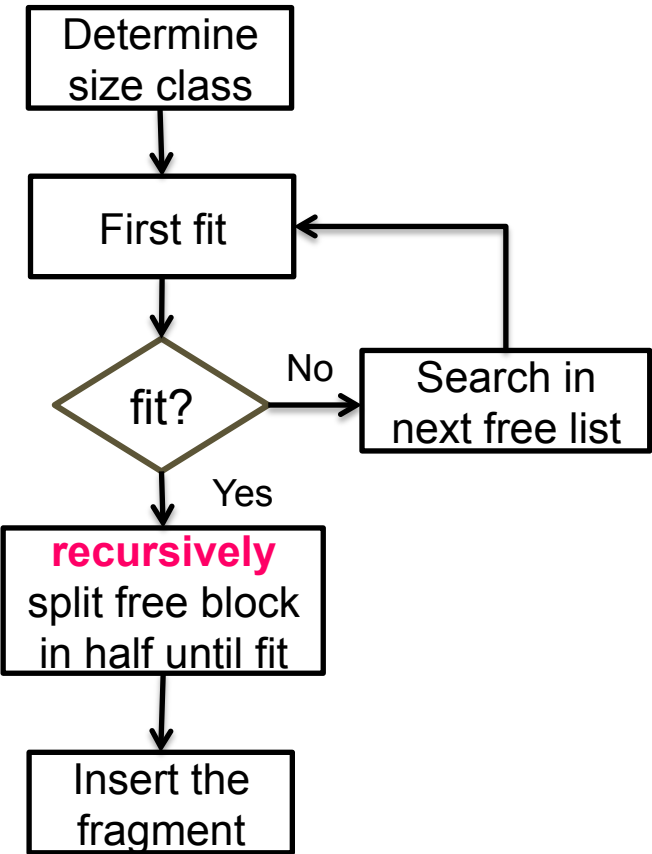 Determine
size class
First fit
fit?
No
Search in
next free list
Yes
recursively
split free block
in half until fit
Insert the
fragment